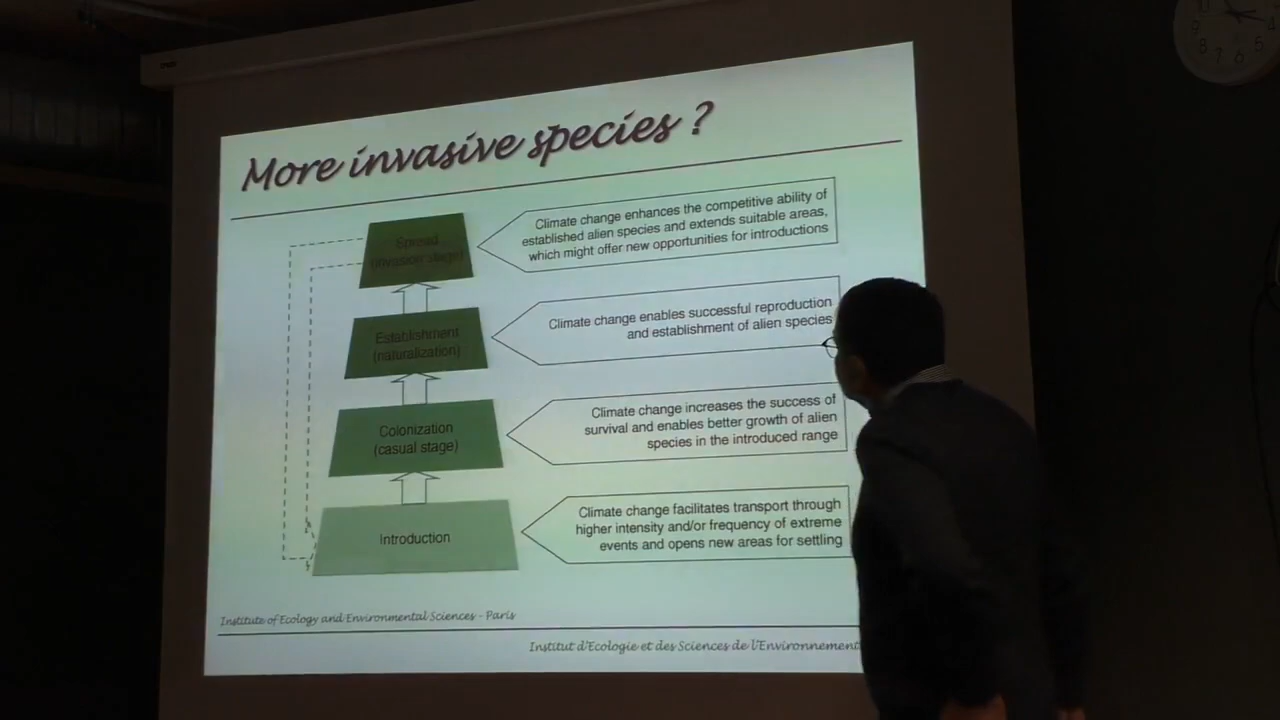 More invasive species ?
Spread
(invasion stage)
Climate change enhances the competitive ability of
established alien species and extends suitable areas,
which might offer new opportunities for introductions
Establishment
(naturalization)
Climate change enables successful reproduction
and establishment of alien species
Colonization
(casual stage)
Climate change increases the success of
survival and enables better growth of alien
species in the introduced range
Introduction
Climate change facilitates transport through
higher intensity and/or frequency of extreme
events and opens new areas for settling
Institute of Ecology and Environmental Sciences - Paris
Institut d'Ecologie et des Sciences de l'Environnement